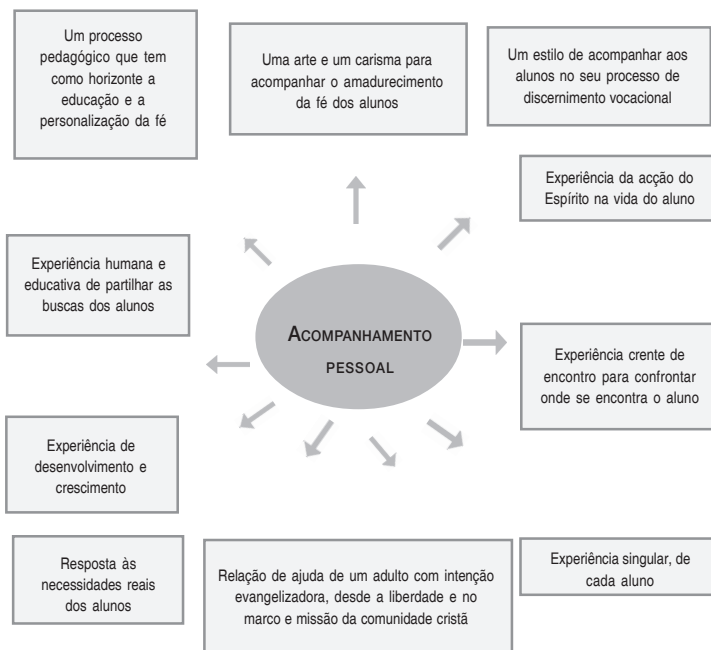 Um processo
pedagógico que tem
como horizonte a
educação e a
personalização da fé
Uma arte e um carisma para
acompanhar o amadurecimento
da fé dos alunos
Um estilo de acompanhar aos
alunos no seu processo de
discernimento vocacional
Experiência da acção do
Espírito na vida do aluno
Experiência humana e
educativa de partilhar as
buscas dos alunos
ACOMPANHAMENTO
PESSOAL
Experiência crente de
encontro para confrontar
onde se encontra o aluno
Experiência de
desenvolvimento e
crescimento
Resposta às
necessidades reais
dos alunos
Relação de ajuda de um adulto com intenção
evangelizadora, desde a liberdade e no
marco e missão da comunidade cristã
Experiência singular, de
cada aluno